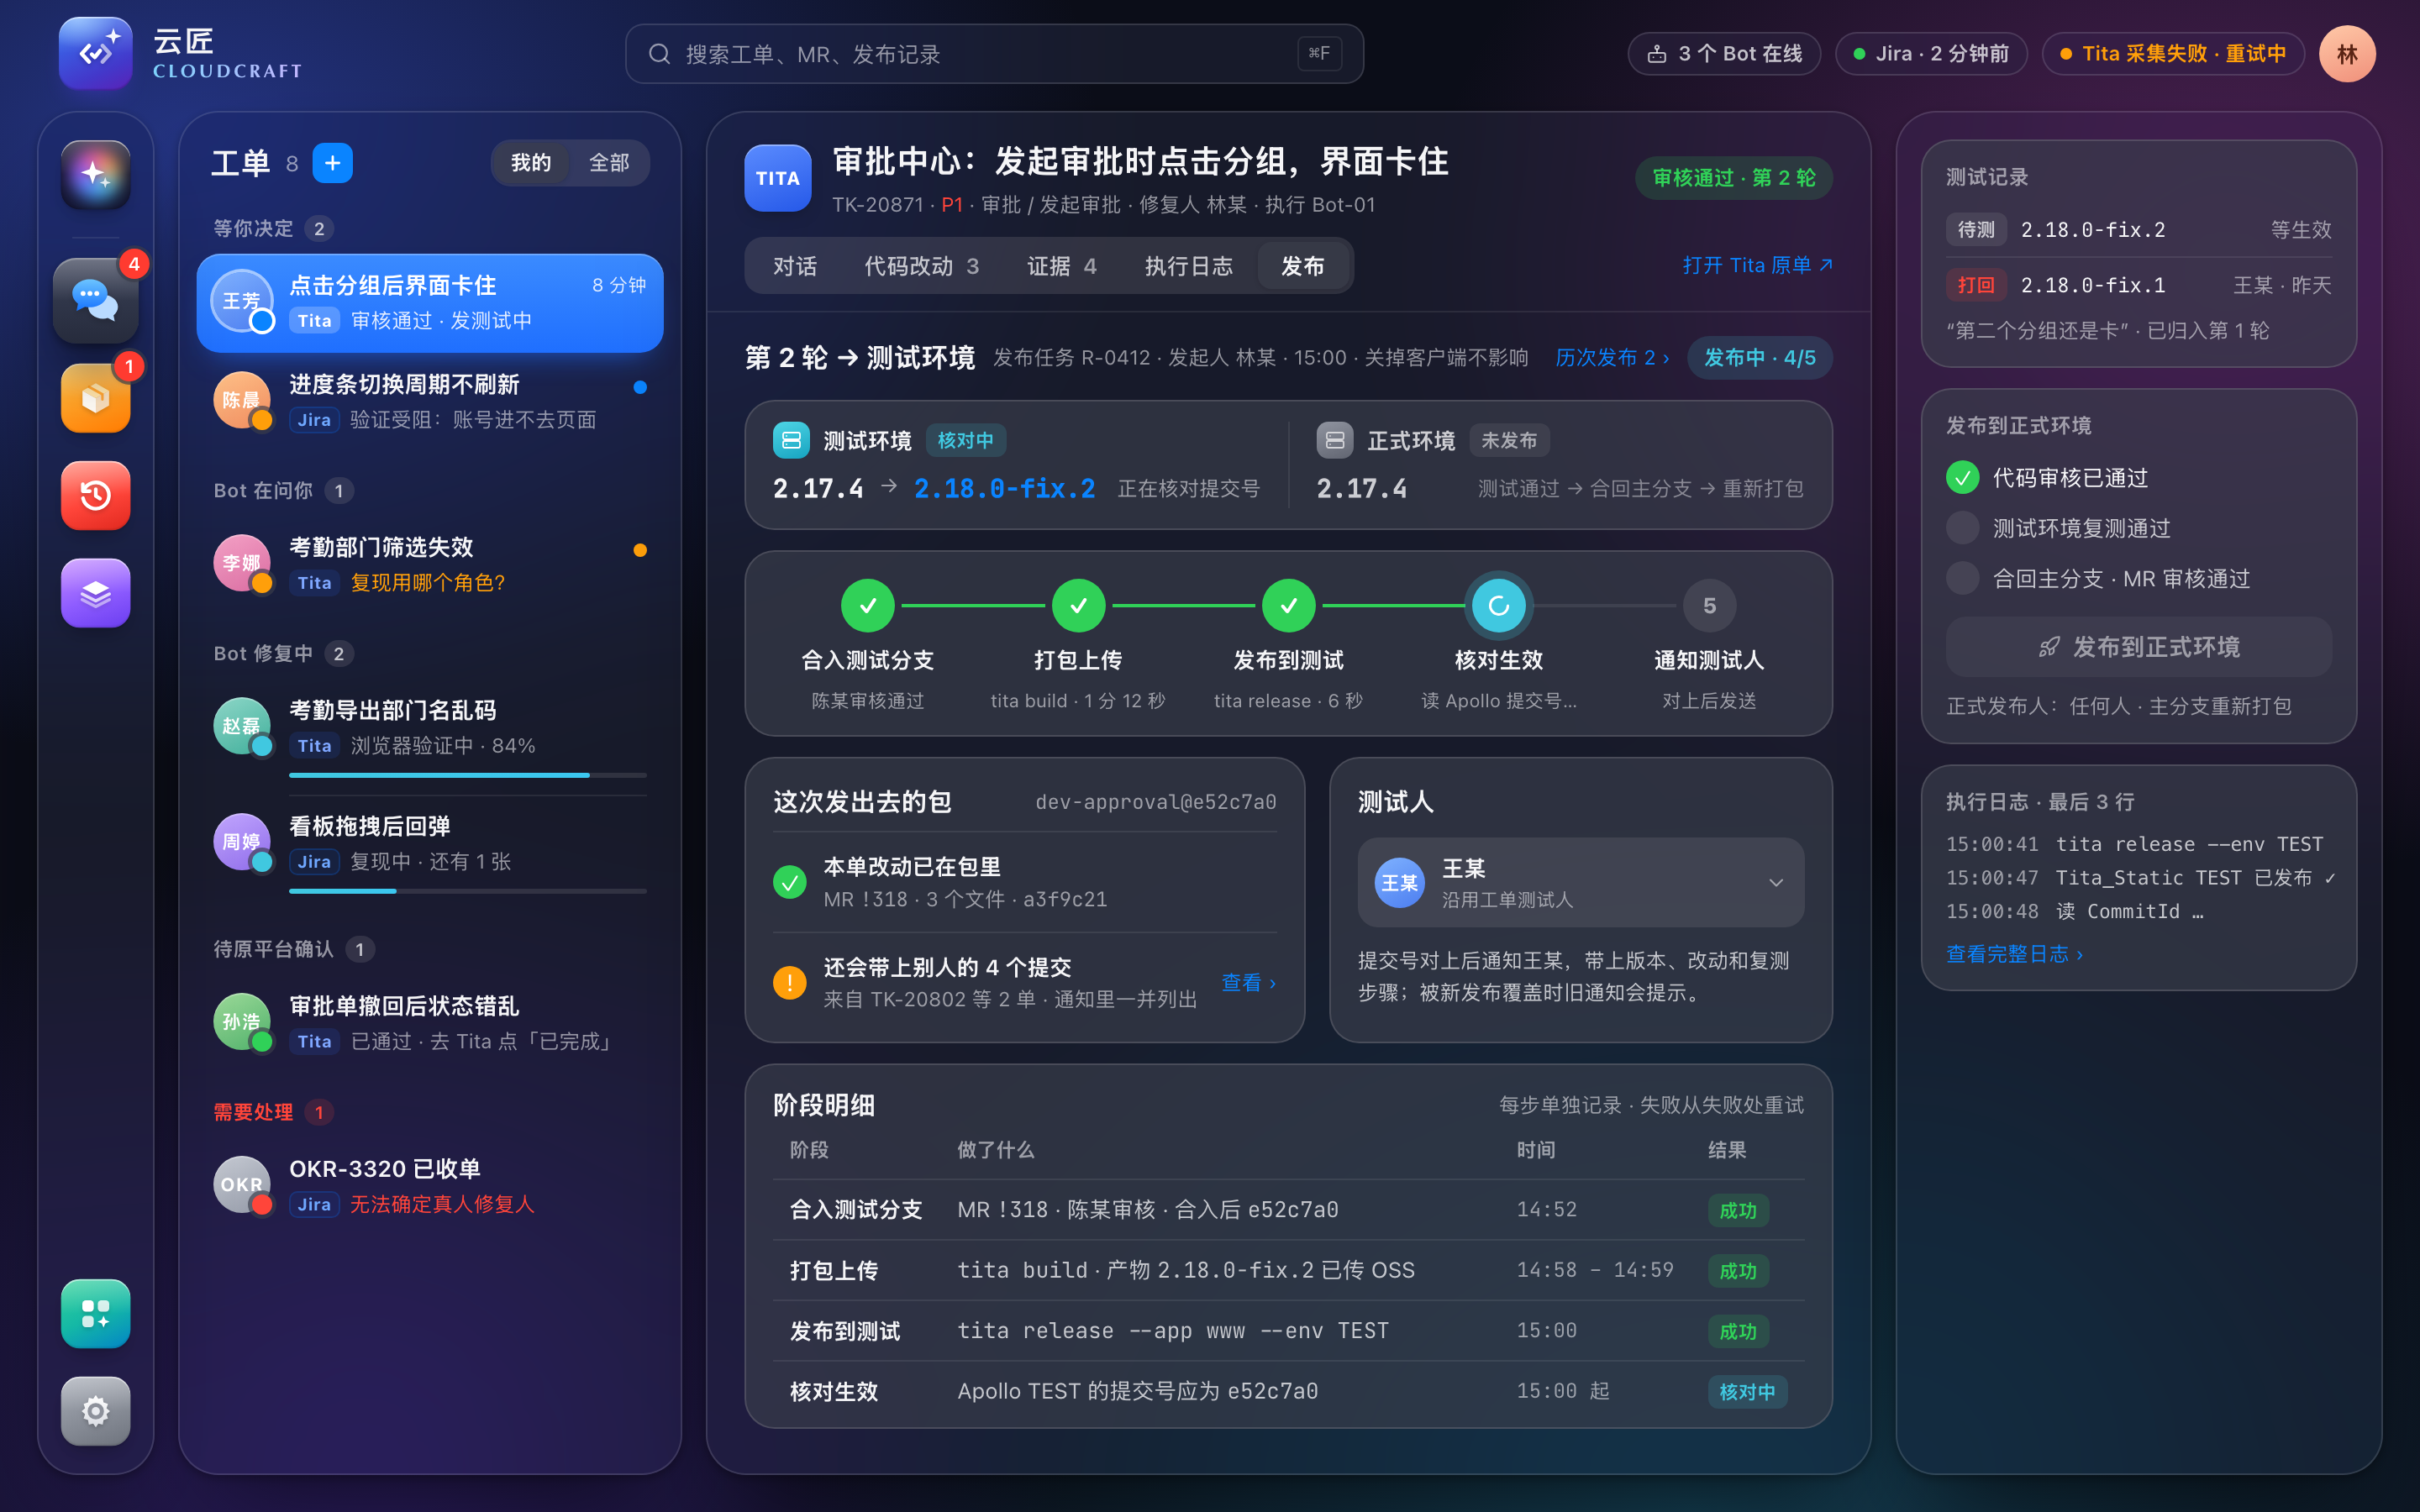 云匠
CLOUDCRAFT
搜索工单、MR、发布记录
⌘F
3 个 Bot 在线
Jira · 2 分钟前
Tita 采集失败 · 重试中
林
4
1
工单 8 +
我的 全部
等你决定 2
王芳
点击分组后界面卡住 8 分钟
Tita 审核通过 · 发测试中
陈晨
进度条切换周期不刷新
Jira 验证受阻：账号进不去页面
Bot 在问你 1
李娜
考勤部门筛选失效
Tita 复现用哪个角色？
Bot 修复中 2
赵磊
考勤导出部门名乱码
Tita 浏览器验证中 · 84%
周婷
看板拖拽后回弹
Jira 复现中 · 还有 1 张
待原平台确认 1
孙浩
审批单撤回后状态错乱
Tita 已通过 · 去 Tita 点「已完成」
需要处理 1
OKR
OKR-3320 已收单
Jira 无法确定真人修复人
TITA
审批中心：发起审批时点击分组，界面卡住
TK-20871 · P1 · 审批 / 发起审批 · 修复人 林某 · 执行 Bot-01
审核通过 · 第 2 轮
对话 代码改动 3 证据 4 执行日志 发布
打开 Tita 原单 ↗
第 2 轮 → 测试环境 发布任务 R-0412 · 发起人 林某 · 15:00 · 关掉客户端不影响 历次发布 2 › 发布中 · 4/5
测试环境 核对中
2.17.4 → 2.18.0-fix.2 正在核对提交号
正式环境 未发布
2.17.4 测试通过 → 合回主分支 → 重新打包
5
合入测试分支 打包上传 发布到测试 核对生效 通知测试人
陈某审核通过 tita build · 1 分 12 秒 tita release · 6 秒 读 Apollo 提交号… 对上后发送
这次发出去的包 dev-approval@e52c7a0
本单改动已在包里
MR !318 · 3 个文件 · a3f9c21
! 还会带上别人的 4 个提交
来自 TK-20802 等 2 单 · 通知里一并列出
查看 ›
测试人
王某
王某
沿用工单测试人
提交号对上后通知王某，带上版本、改动和复测
步骤；被新发布覆盖时旧通知会提示。
阶段明细 每步单独记录 · 失败从失败处重试
阶段 做了什么 时间 结果
合入测试分支 MR !318 · 陈某审核 · 合入后 e52c7a0 14:52 成功
打包上传 tita build · 产物 2.18.0-fix.2 已传 OSS 14:58 – 14:59 成功
发布到测试 tita release --app www --env TEST 15:00 成功
核对生效 Apollo TEST 的提交号应为 e52c7a0 15:00 起 核对中
测试记录
待测 2.18.0-fix.2 等生效
打回 2.18.0-fix.1 王某 · 昨天
“第二个分组还是卡” · 已归入第 1 轮
发布到正式环境
代码审核已通过
测试环境复测通过
合回主分支 · MR 审核通过
发布到正式环境
正式发布人：任何人 · 主分支重新打包
执行日志 · 最后 3 行
15:00:41 tita release --env TEST
15:00:47 Tita_Static TEST 已发布 ✓
15:00:48 读 CommitId …
查看完整日志 ›